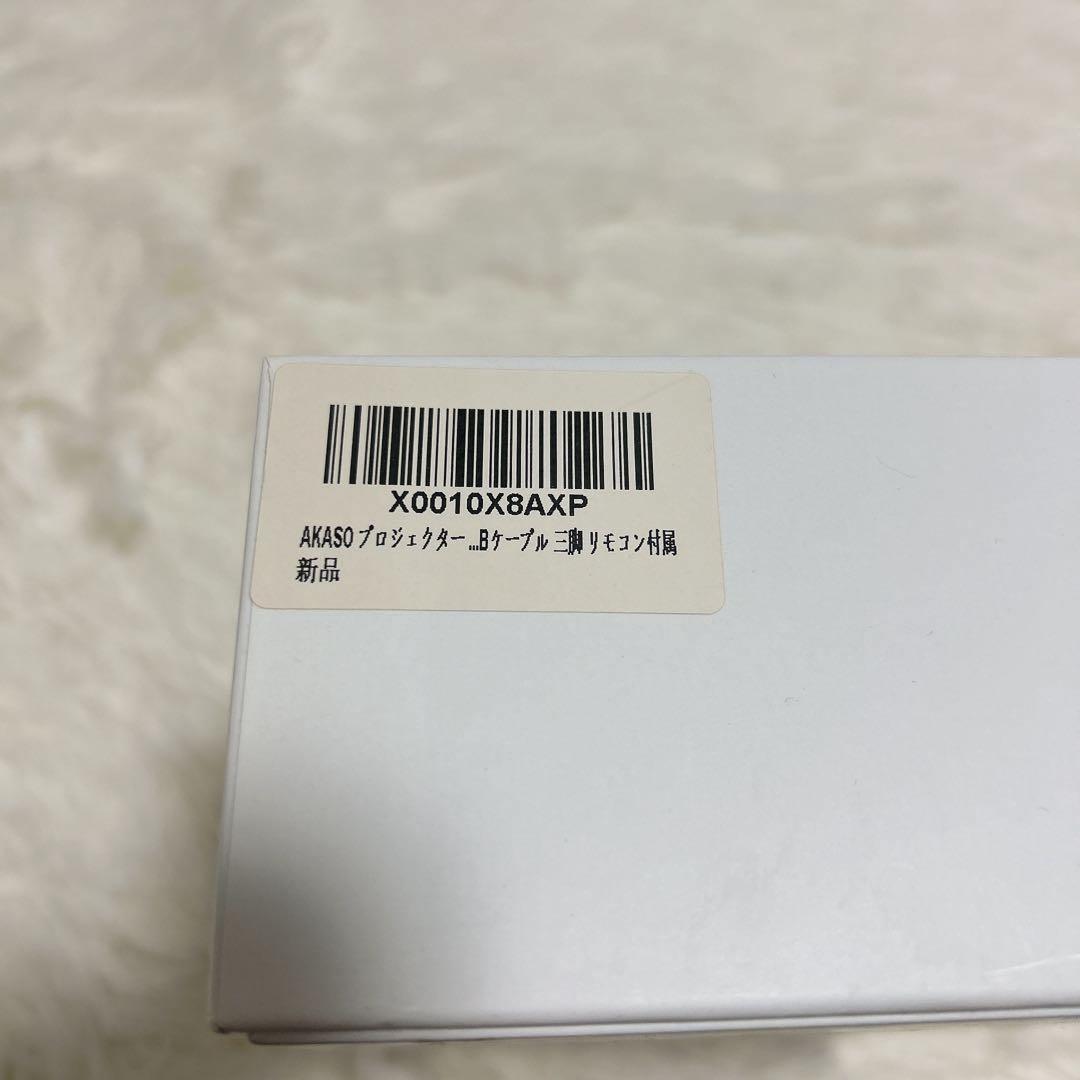 X0010X8AXP
AKASO プロジェクター ...Bケーブル 三脚 リモコン付属
新品